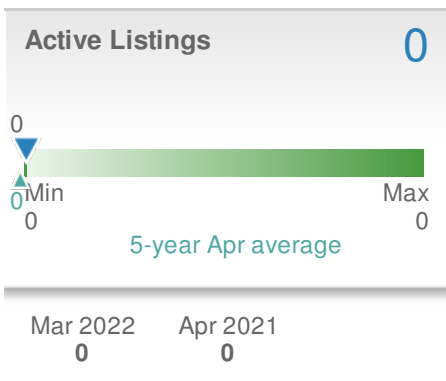 Active Listings 0
0
0
Min Max
0 0
5-year Apr average
Mar 2022 Apr 2021
0 0